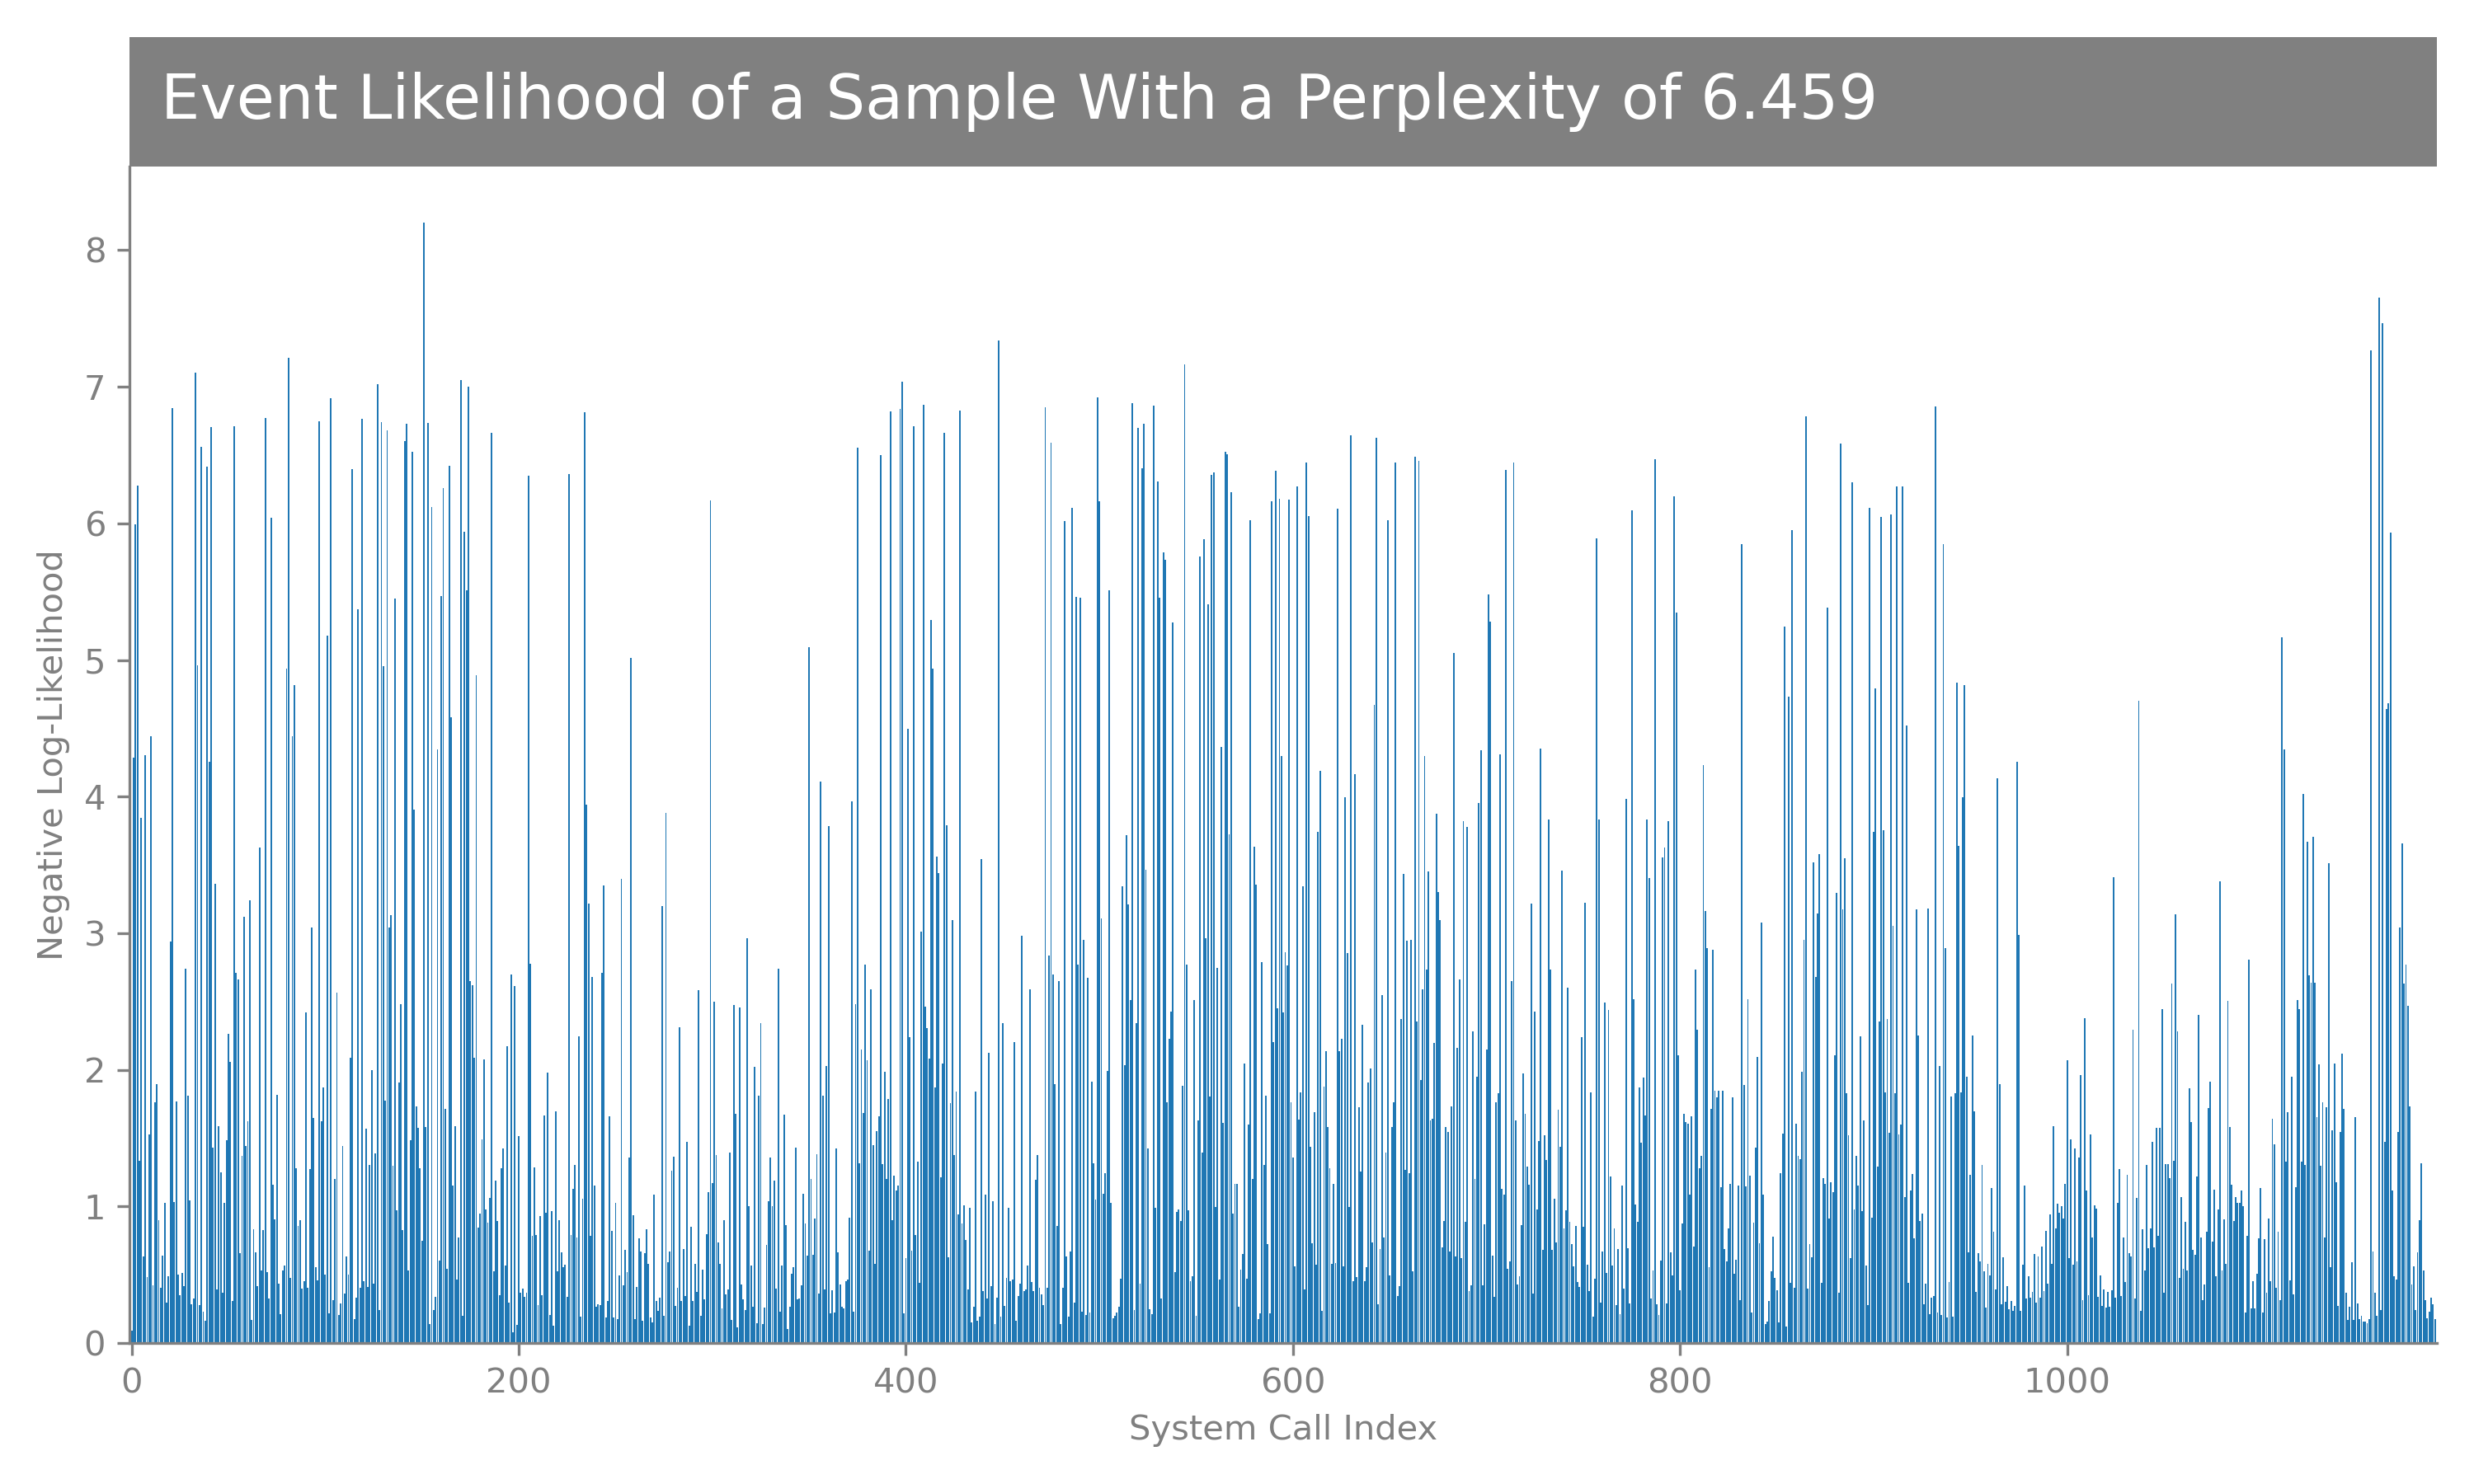 Event Likelihood of a Sample With a Perplexity of 6.459
8
7
6
5
4
3
2
1
0
Negative Log-Likelihood
0 200 400 600 800 1000
System Call Index